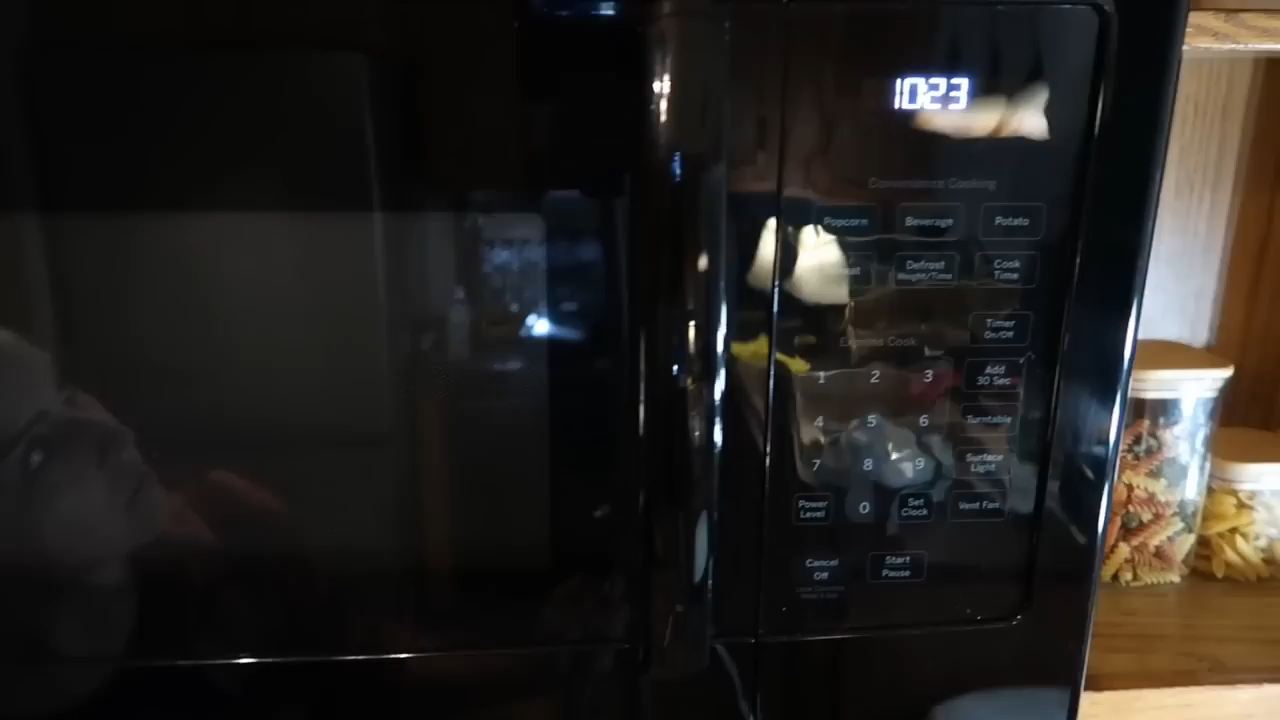 1023
Convenience Cooking
Popcorn Beverage Potato
Defrost Weight/Time
Cook Time
Timer On/Off
Express Cook
1 2 3
Add 30 Sec
4 5 6
Turntable
7 8 9
Surface Light
Power Level
0
Set Clock
Vent Fan
Cancel Off
Start Pause